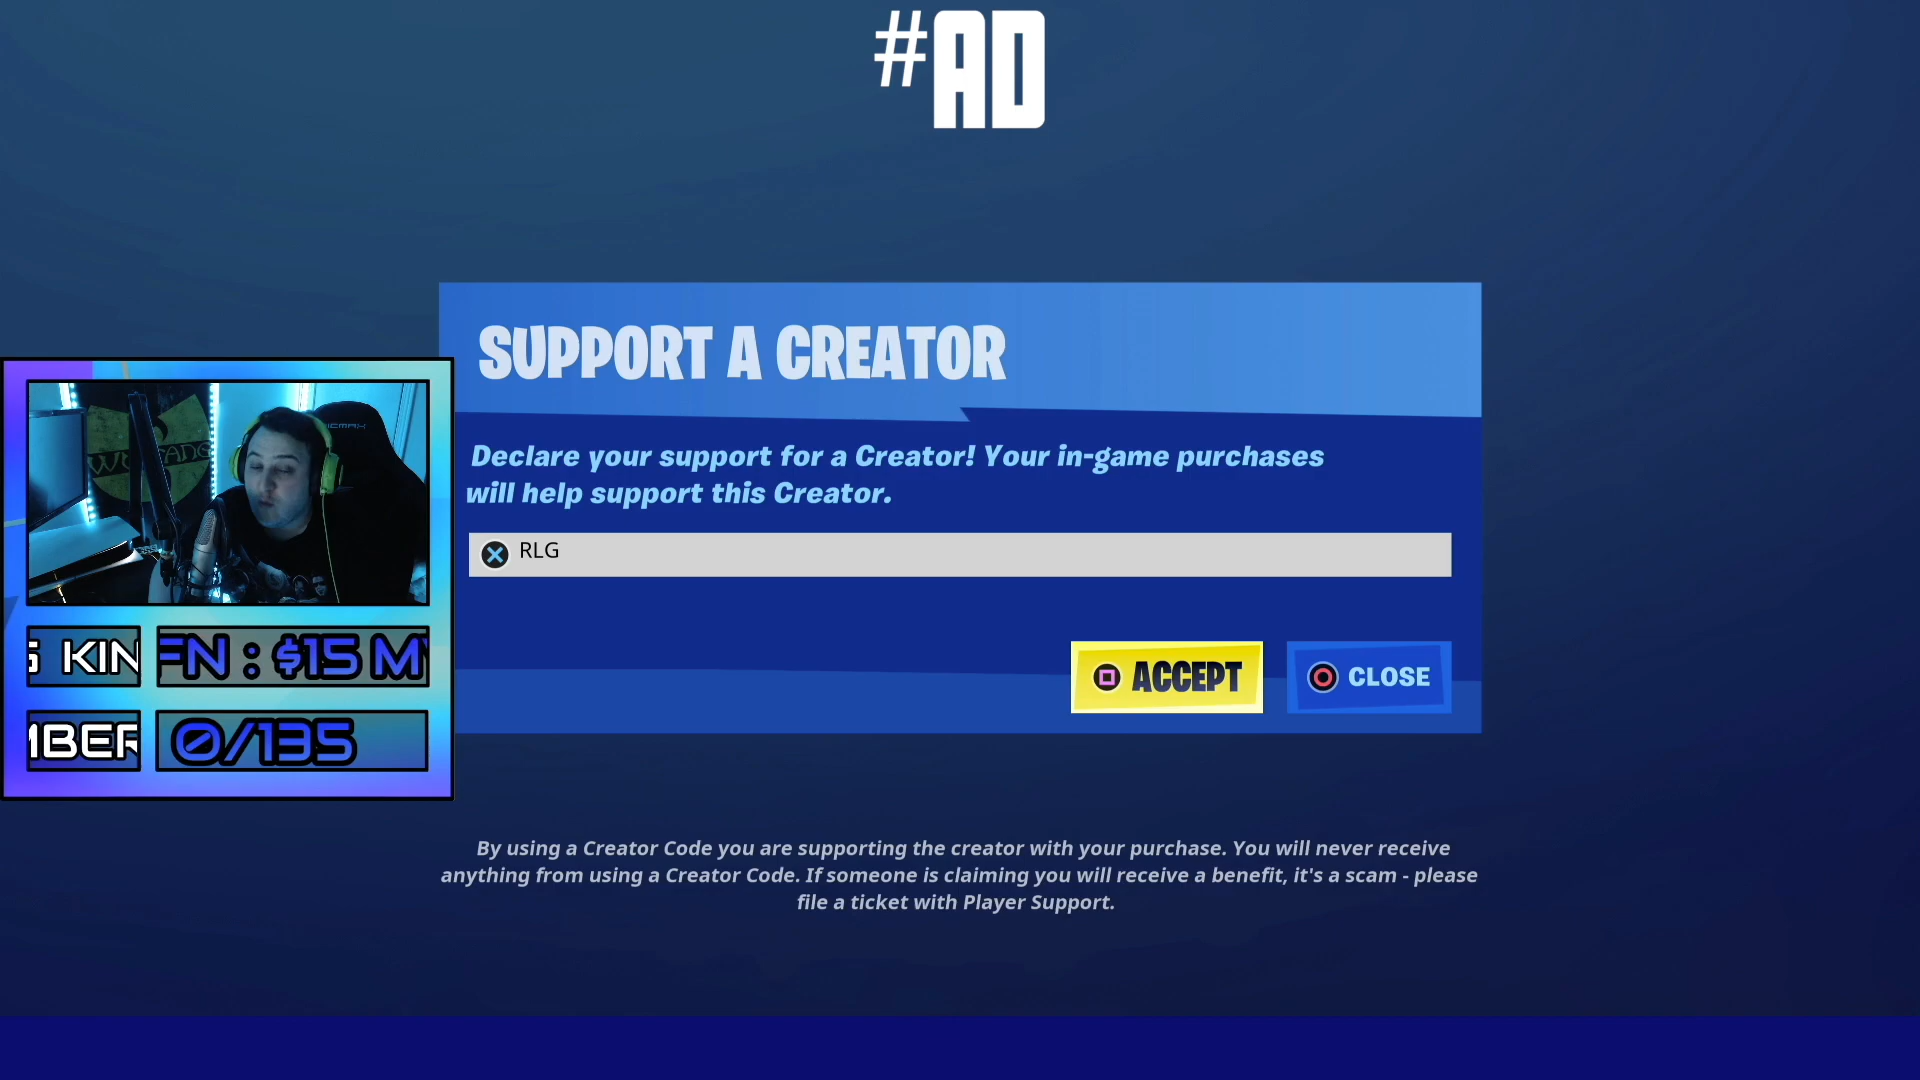 #AD
SUPPORT A CREATOR
Declare your support for a Creator! Your in-game purchases
will help support this Creator.
RLG
ACCEPT
CLOSE
KIN
FN : $15 M
MBER
0/135
By using a Creator Code you are supporting the creator with your purchase. You will never receive
anything from using a Creator Code. If someone is claiming you will receive a benefit, it's a scam - please
file a ticket with Player Support.